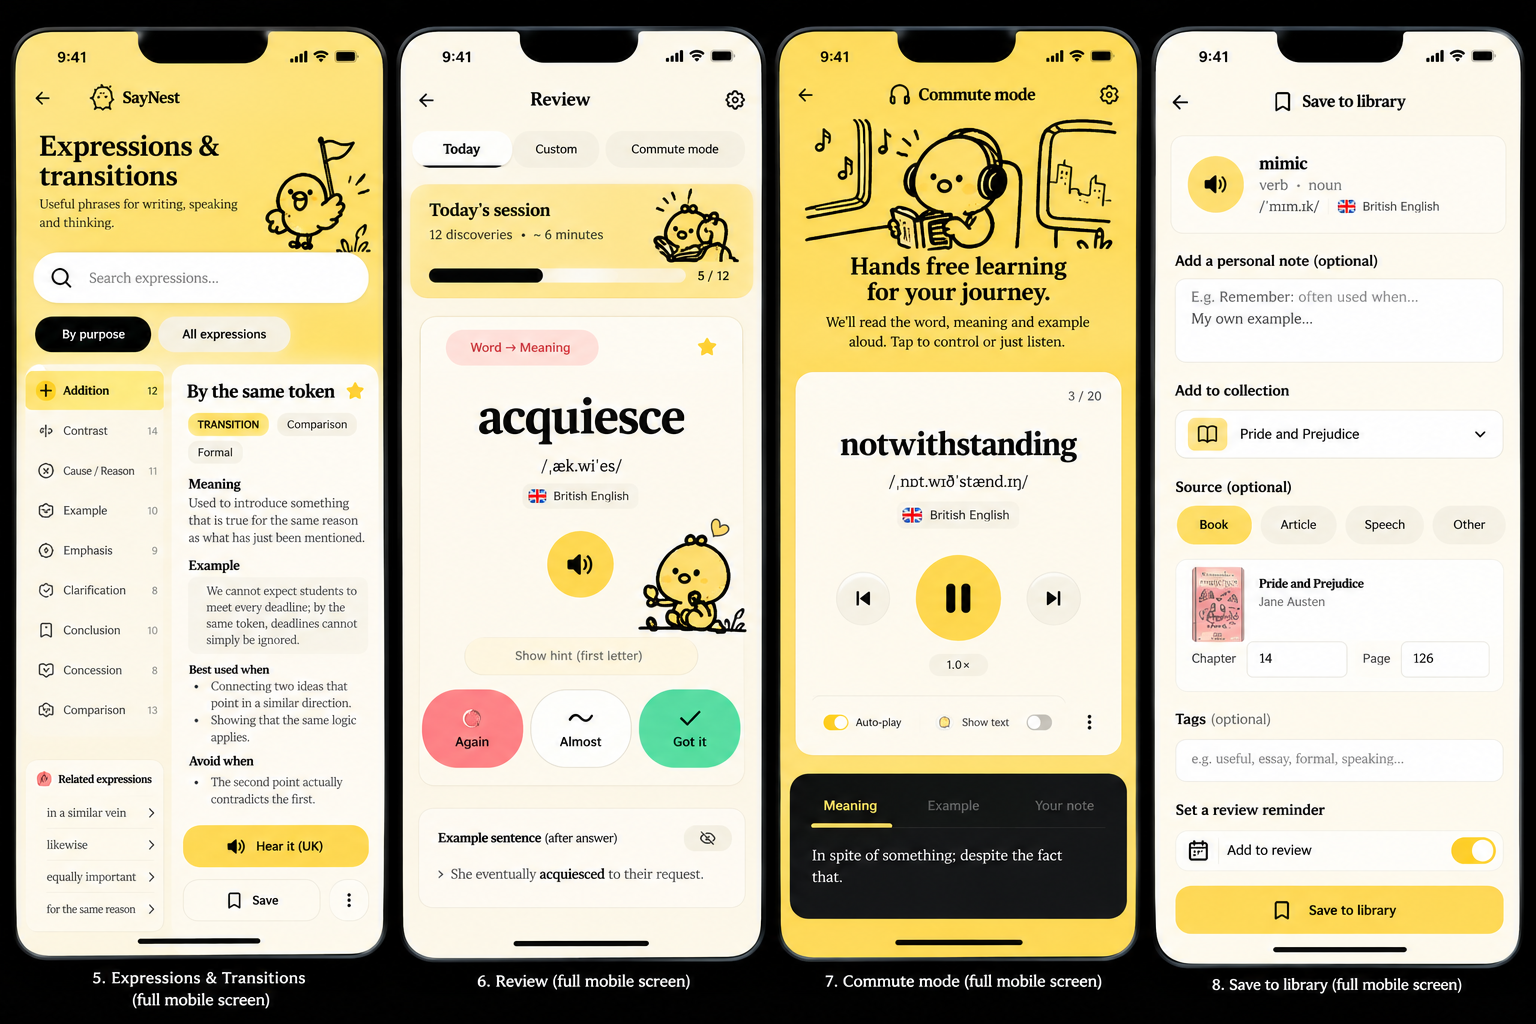 9:41
SayNest
Expressions &
transitions
Useful phrases for writing, speaking
and thinking.
Search expressions...
By purpose
All expressions
Addition 12
Contrast 14
Cause / Reason 11
Example 10
Emphasis 9
Clarification 8
Conclusion 10
Concession 8
Comparison 13
Related expressions
in a similar vein
likewise
equally important
for the same reason
By the same token
TRANSITION
Comparison
Formal
Meaning
Used to introduce something
that is true for the same reason
as what has just been mentioned.
Example
We cannot expect students to
meet every deadline; by the
same token, deadlines cannot
simply be ignored.
Best used when
• Connecting two ideas that
point in a similar direction.
• Showing that the same logic
applies.
Avoid when
• The second point actually
contradicts the first.
Hear it (UK)
Save
5. Expressions & Transitions
(full mobile screen)
9:41
Review
Today
Custom
Commute mode
Today's session
12 discoveries • ~ 6 minutes
5 / 12
Word → Meaning
acquiesce
/ˌæk.wiˈes/
British English
Show hint (first letter)
Again
Almost
Got it
Example sentence (after answer)
She eventually acquiesced to their request.
6. Review (full mobile screen)
9:41
Commute mode
Hands free learning
for your journey.
We'll read the word, meaning and example
aloud. Tap to control or just listen.
3 / 20
notwithstanding
/ˌnɒt.wɪðˈstænd.ɪŋ/
British English
1.0×
Auto-play
Show text
Meaning
Example
Your note
In spite of something; despite the fact
that.
7. Commute mode (full mobile screen)
9:41
Save to library
mimic
verb · noun
/ˈmɪm.ɪk/
British English
Add a personal note (optional)
E.g. Remember: often used when...
My own example...
Add to collection
Pride and Prejudice
Source (optional)
Book
Article
Speech
Other
Pride and Prejudice
Jane Austen
Chapter 14
Page 126
Tags (optional)
e.g. useful, essay, formal, speaking...
Set a review reminder
Add to review
Save to library
8. Save to library (full mobile screen)